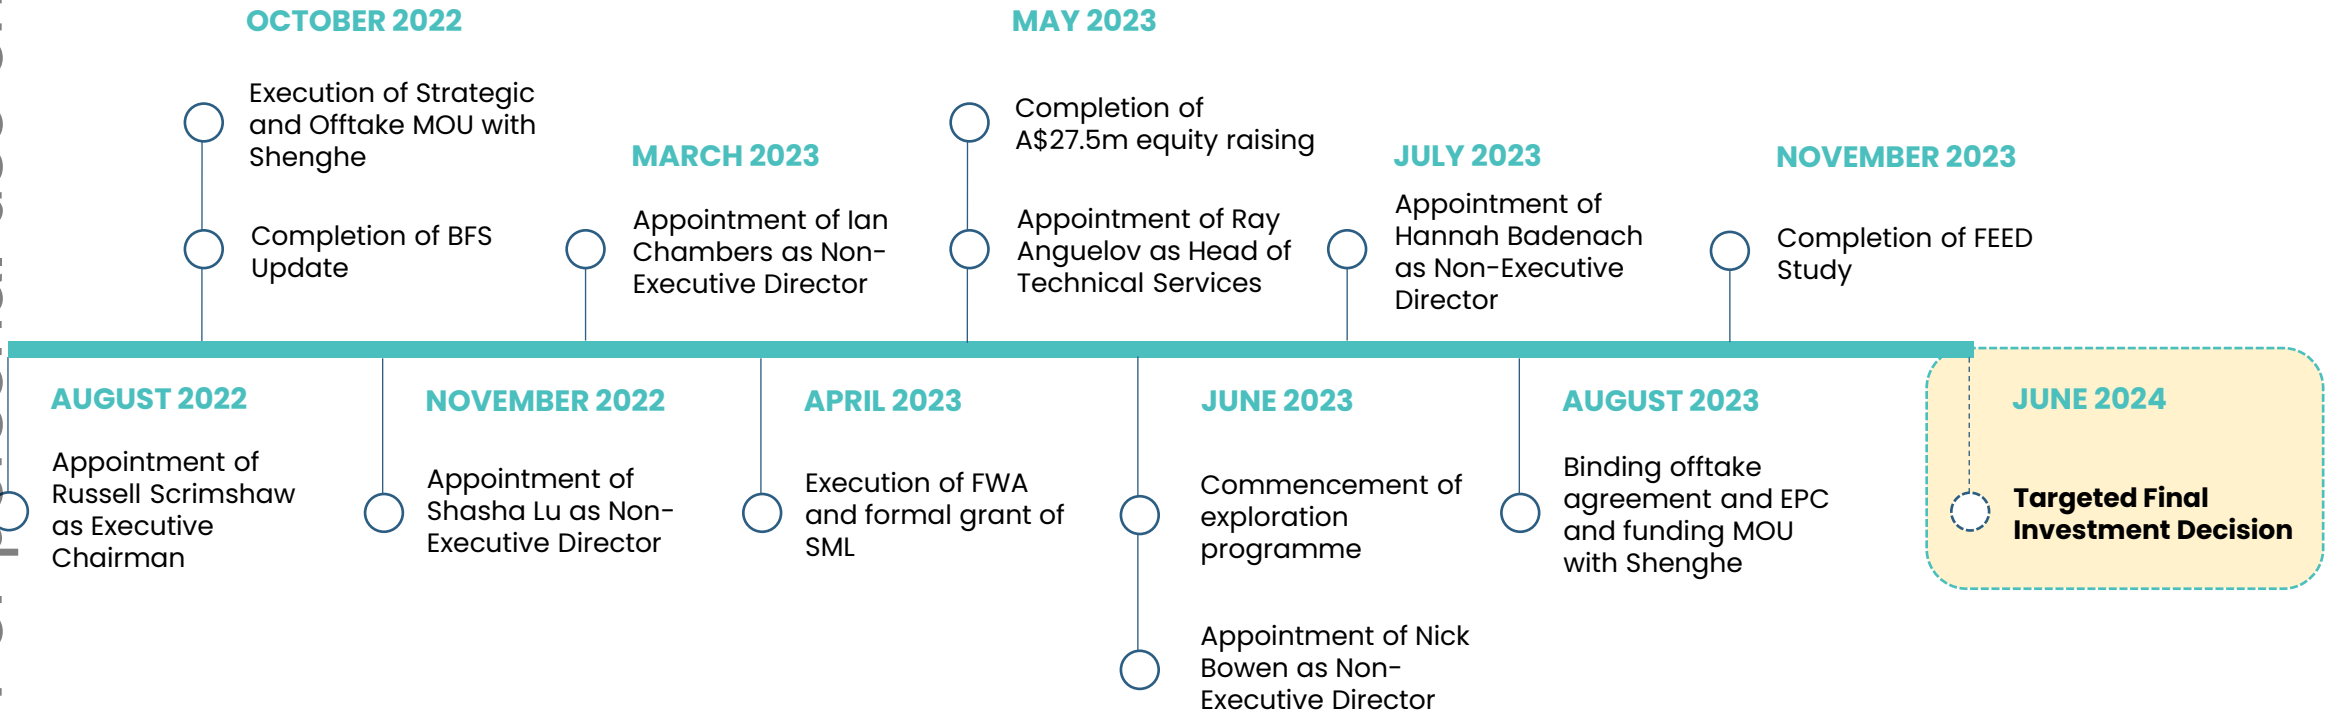 OCTOBER 2022
Execution of Strategic
and Offtake MOU with
Shenghe
Completion of BFS
Update
MARCH 2023
Appointment of Ian
Chambers as Non-
Executive Director
MAY 2023
Completion of
A$27.5m equity raising
Appointment of Ray
Anguelov as Head of
Technical Services
JULY 2023
Appointment of
Hannah Badenach
as Non-Executive
Director
NOVEMBER 2023
Completion of FEED
Study
AUGUST 2022
Appointment of
Russell Scrimshaw
as Executive
Chairman
NOVEMBER 2022
Appointment of
Shasha Lu as Non-
Executive Director
APRIL 2023
Execution of FWA
and formal grant of
SML
JUNE 2023
Commencement of
exploration
programme
Appointment of Nick
Bowen as Non-
Executive Director
AUGUST 2023
Binding offtake
agreement and EPC
and funding MOU
with Shenghe
JUNE 2024
Targeted Final
Investment Decision